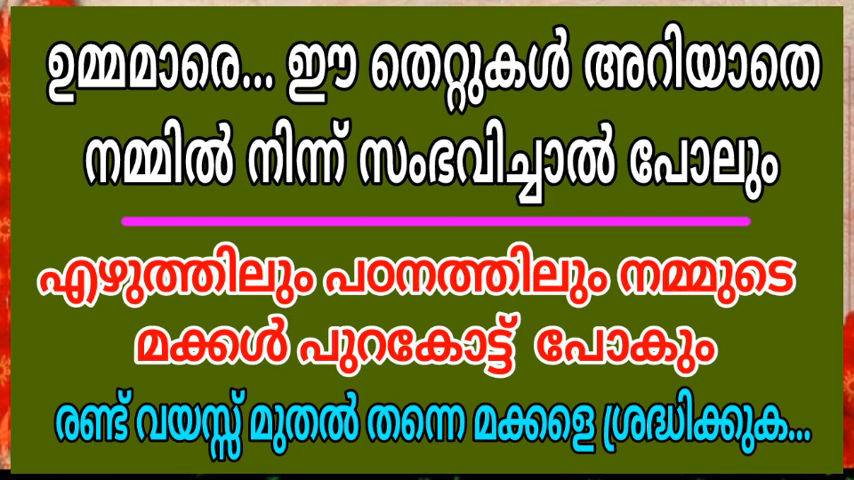 ഉമ്മമാരെ... ഈ തെറ്റുകൾ അറിയാതെ
നമ്മിൽ നിന്ന് സംഭവിച്ചാൽ പോലും
എഴുത്തിലും പഠനത്തിലും നമ്മുടെ
മക്കൾ പുറകോട്ട് പോകും
രണ്ട് വയസ്സ് മുതൽ തന്നെ മക്കളെ ശ്രദ്ധിക്കുക...